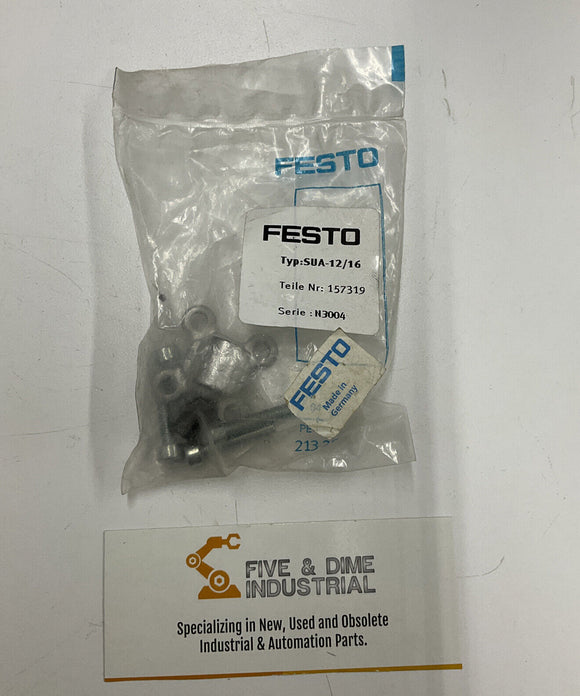 FESTO
FESTO
Typ:SUA-12/16
Teile Nr: 157319
Serie : N3004
FESTO
Made in
Germany
213
FIVE & DIME
INDUSTRIAL
Specializing in New, Used and Obsolete
Industrial & Automation Parts.